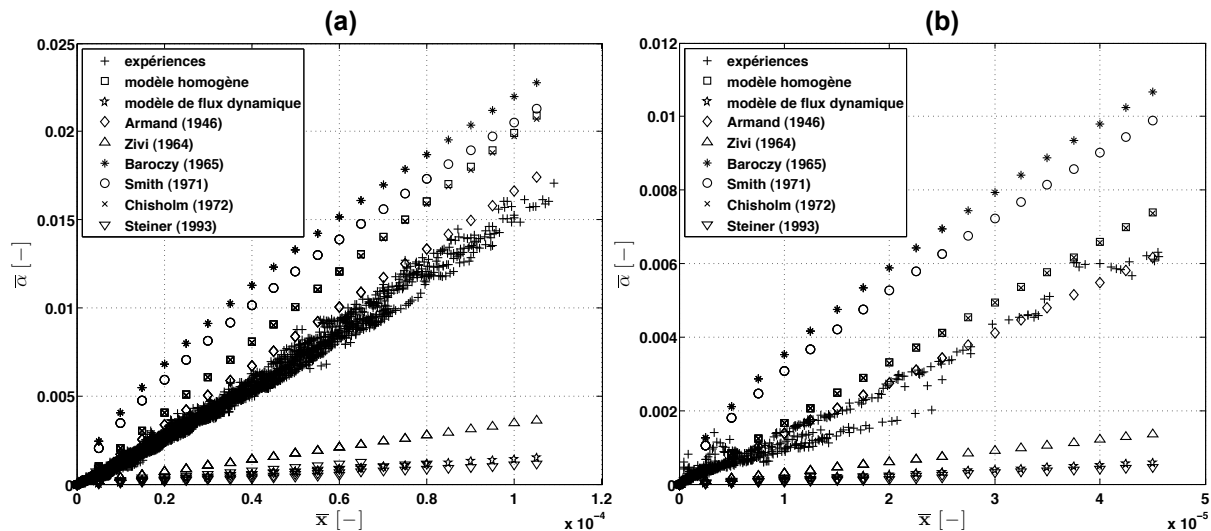 (a)
0.025
0.02
0.015
0.01
0.005
0
α̅ [−]
expériences
modèle homogène
modèle de flux dynamique
Armand (1946)
Zivi (1964)
Baroczy (1965)
Smith (1971)
Chisholm (1972)
Steiner (1993)
0 0.2 0.4 0.6 0.8 1 1.2
x̅ [−]
x 10⁻⁴
(b)
0.012
0.01
0.008
0.006
0.004
0.002
0
α̅ [−]
expériences
modèle homogène
modèle de flux dynamique
Armand (1946)
Zivi (1964)
Baroczy (1965)
Smith (1971)
Chisholm (1972)
Steiner (1993)
0 1 2 3 4 5
x̅ [−]
x 10⁻⁵